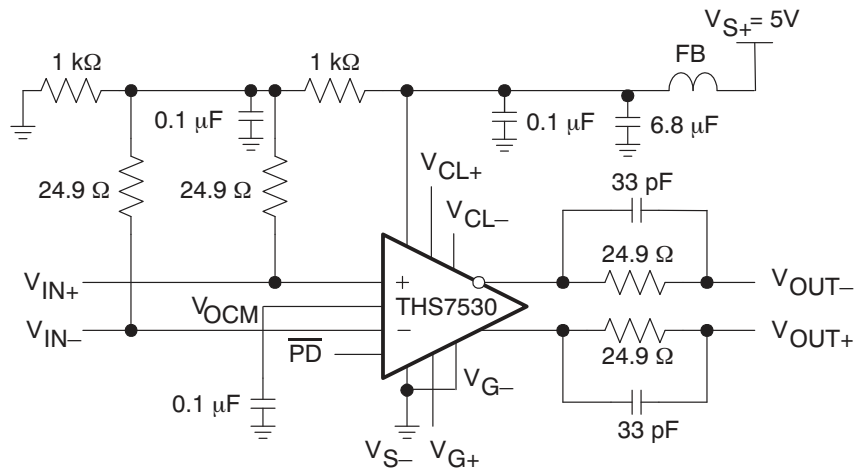 V_S+ = 5V
1 kΩ
1 kΩ
FB
0.1 μF
0.1 μF
6.8 μF
24.9 Ω
24.9 Ω
V_CL+
V_CL−
33 pF
24.9 Ω
V_IN+
+
THS7530
V_OUT−
V_OCM
V_IN−
−
V_OUT+
PD
24.9 Ω
V_G−
0.1 μF
33 pF
V_S−
V_G+